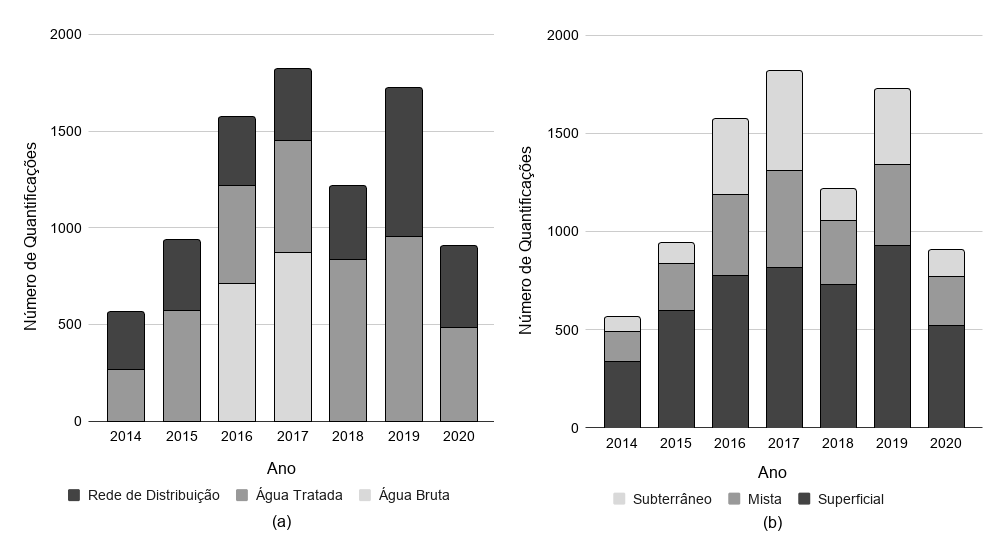 2000
1500
1000
500
0
Número de Quantificações
2014 2015 2016 2017 2018 2019 2020
Ano
Rede de Distribuição Água Tratada Água Bruta
(a)
2000
1500
1000
500
0
Número de Quantificações
2014 2015 2016 2017 2018 2019 2020
Ano
Subterrâneo Mista Superficial
(b)